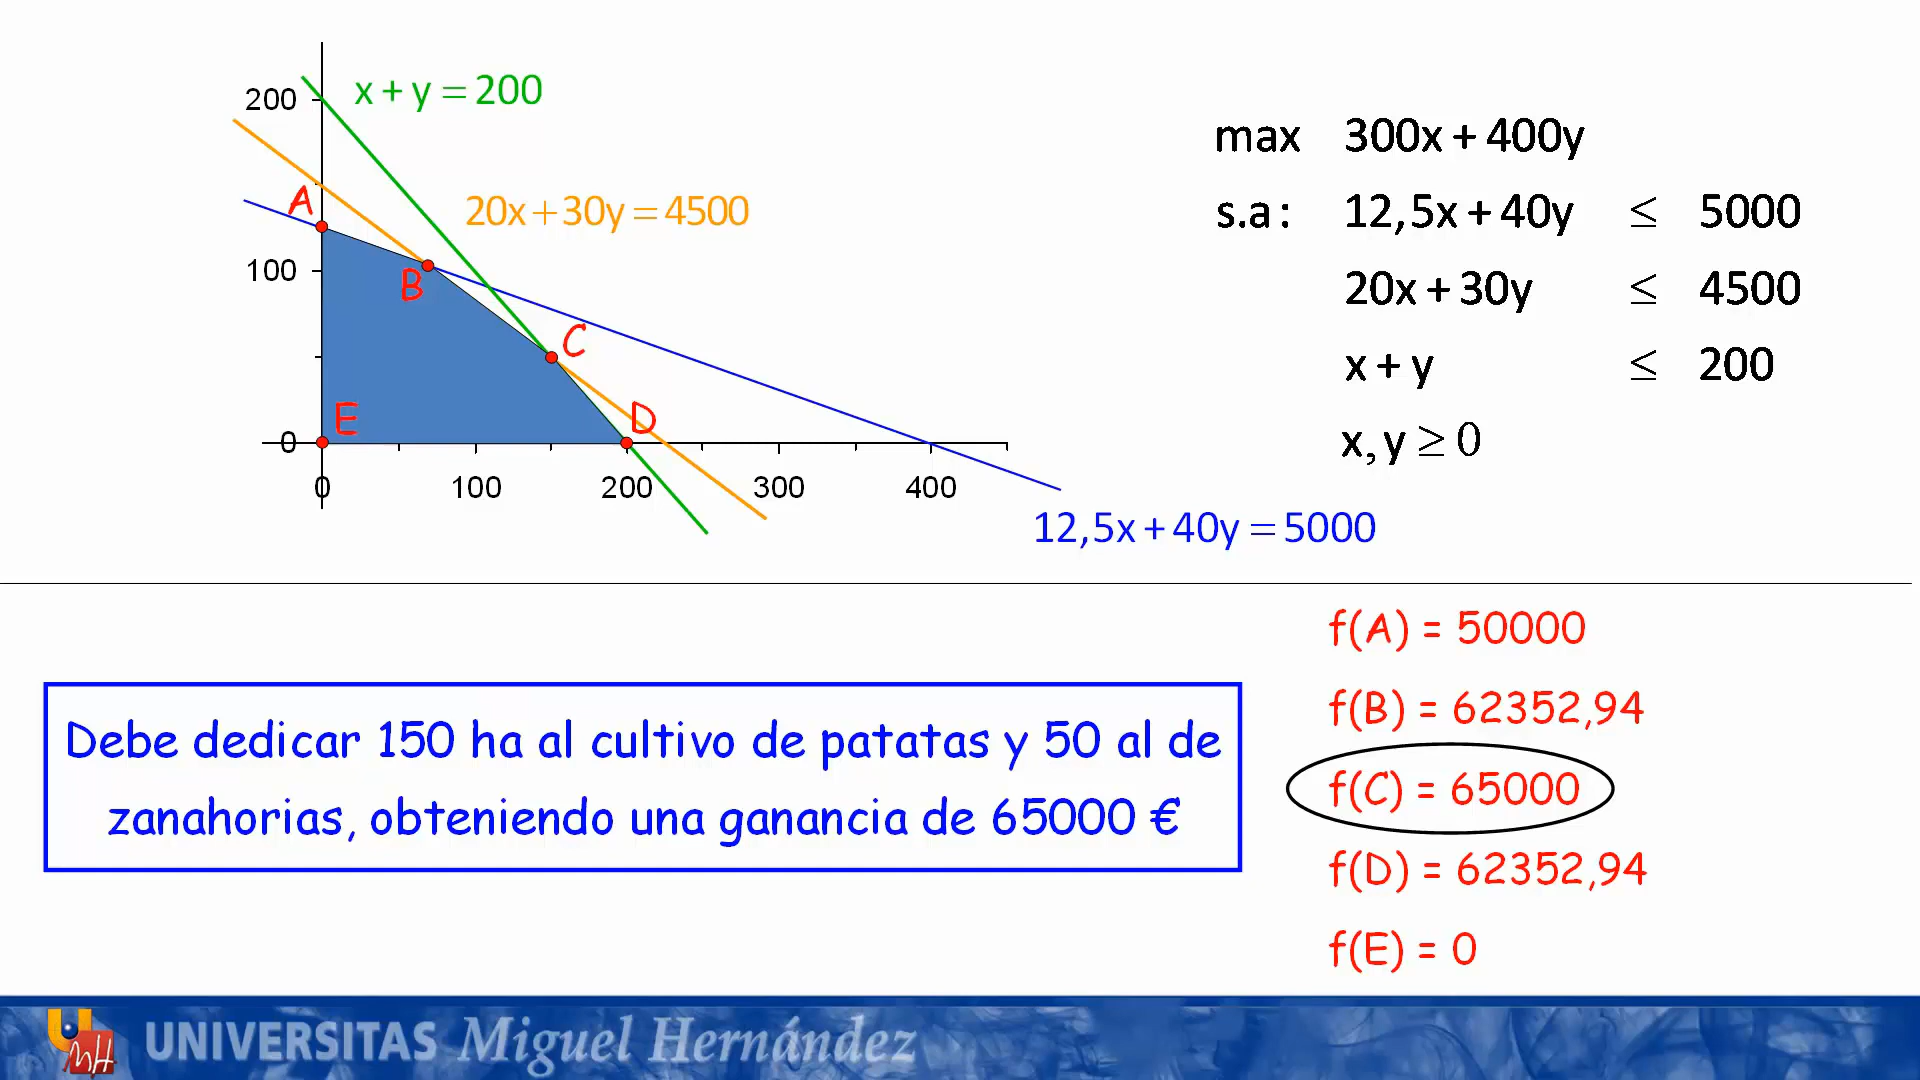 x + y = 200
200
A
20x + 30y = 4500
100
B
C
E
D
0
0 100 200 300 400
12,5x + 40y = 5000
max 300x + 400y
s.a : 12,5x + 40y ≤ 5000
20x + 30y ≤ 4500
x + y ≤ 200
x, y ≥ 0
Debe dedicar 150 ha al cultivo de patatas y 50 al de
zanahorias, obteniendo una ganancia de 65000 €
f(A) = 50000
f(B) = 62352,94
f(C) = 65000
f(D) = 62352,94
f(E) = 0
UNIVERSITAS Miguel Hernández